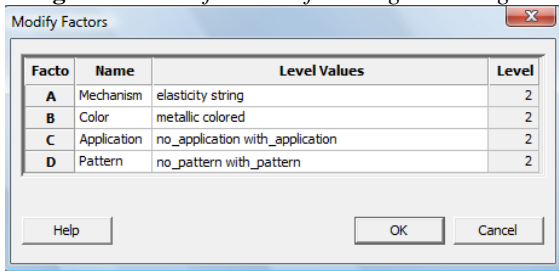 Modify Factors
Facto Name Level Values Level
A Mechanism elasticity string 2
B Color metallic colored 2
C Application no_application with_application 2
D Pattern no_pattern with_pattern 2
Help OK Cancel